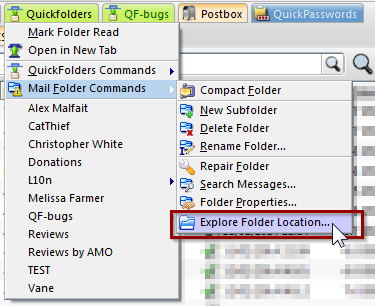 Quickfolders
QF-bugs
Postbox
QuickPasswords
Mark Folder Read
Open in New Tab
QuickFolders Commands
Mail Folder Commands
Alex Malfait
CatThief
Christopher White
Donations
L10n
Melissa Farmer
QF-bugs
Reviews
Reviews by AMO
TEST
Vane
Compact Folder
New Subfolder
Delete Folder
Rename Folder...
Repair Folder
Search Messages...
Folder Properties...
Explore Folder Location...